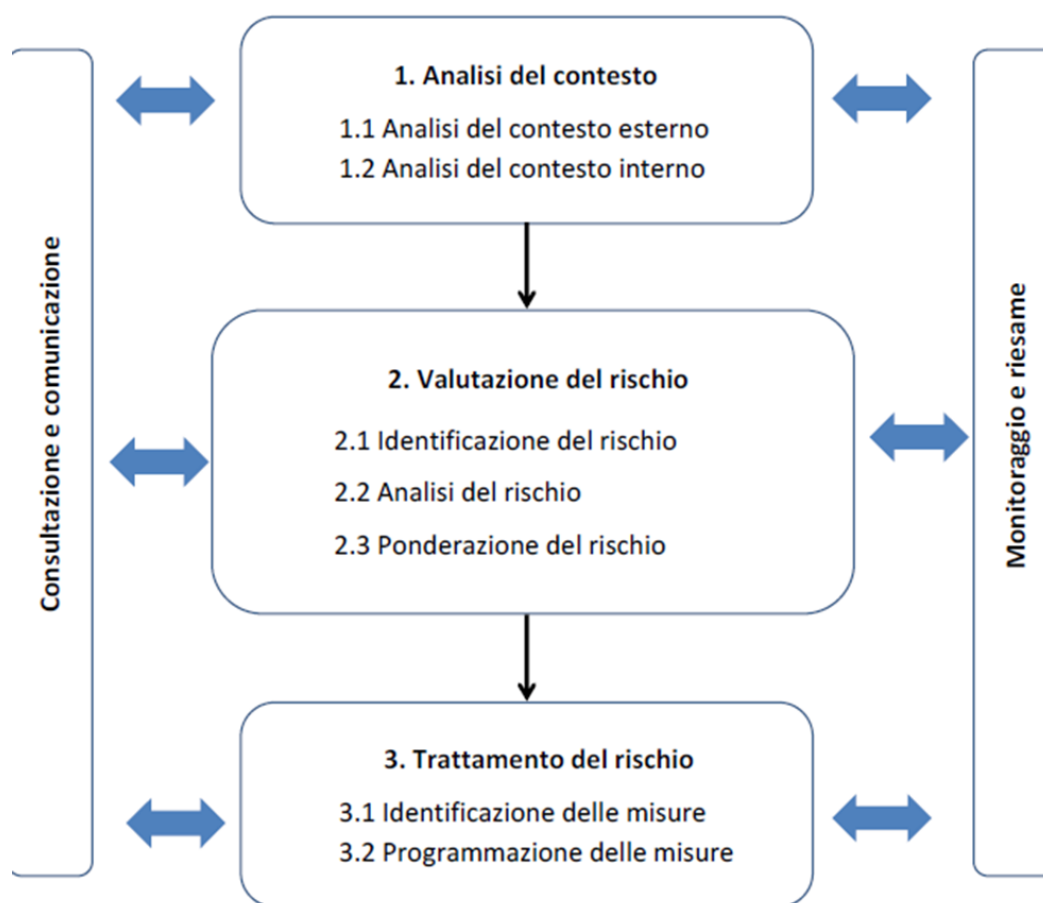 Consultazione e comunicazione
1. Analisi del contesto
1.1 Analisi del contesto esterno
1.2 Analisi del contesto interno
2. Valutazione del rischio
2.1 Identificazione del rischio
2.2 Analisi del rischio
2.3 Ponderazione del rischio
3. Trattamento del rischio
3.1 Identificazione delle misure
3.2 Programmazione delle misure
Monitoraggio e riesame